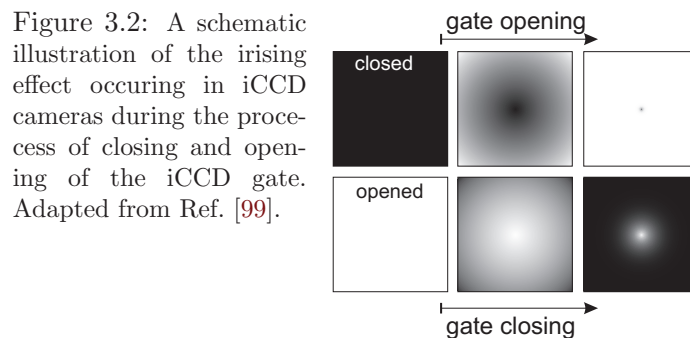 Figure 3.2: A schematic
illustration of the irising
effect occuring in iCCD
cameras during the proce-
cess of closing and open-
ing of the iCCD gate.
Adapted from Ref. [99].
gate opening
closed
opened
gate closing